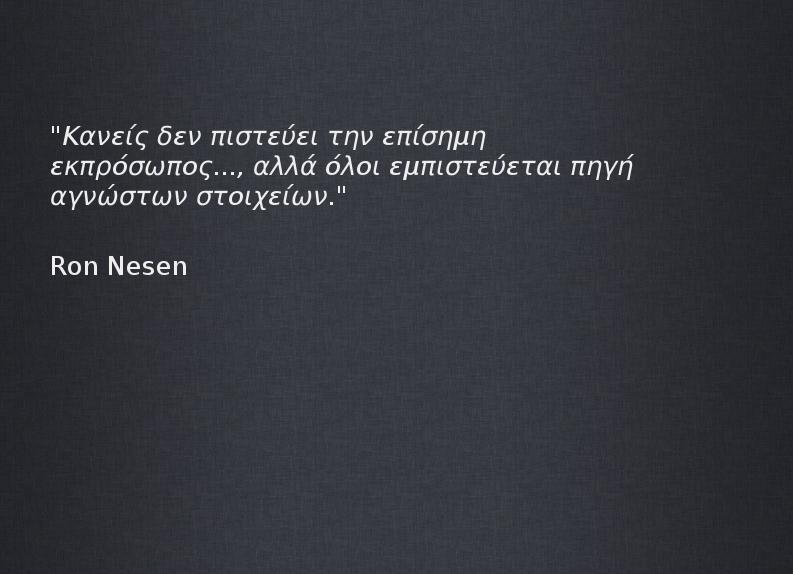 "Κανείς δεν πιστεύει την επίσημη
εκπρόσωπος..., αλλά όλοι εμπιστεύεται πηγή
αγνώστων στοιχείων."
Ron Nesen